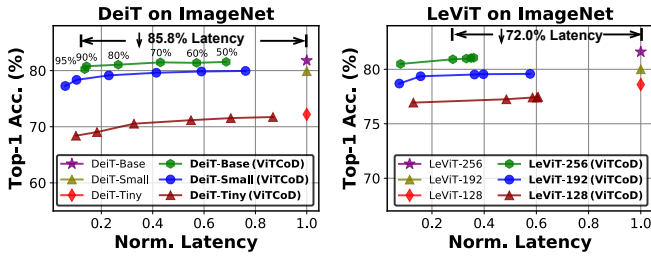 DeiT on ImageNet
85.8% Latency
95%
90%
80%
70%
60%
50%
Top-1 Acc. (%)
80
70
60
DeiT-Base
DeiT-Small
DeiT-Tiny
DeiT-Base (ViTCoD)
DeiT-Small (ViTCoD)
DeiT-Tiny (ViTCoD)
0.2 0.4 0.6 0.8 1.0
Norm. Latency
LeViT on ImageNet
72.0% Latency
Top-1 Acc. (%)
80
75
70
LeViT-256
LeViT-192
LeViT-128
LeViT-256 (ViTCoD)
LeViT-192 (ViTCoD)
LeViT-128 (ViTCoD)
0.0 0.2 0.4 0.6 0.8 1.0
Norm. Latency